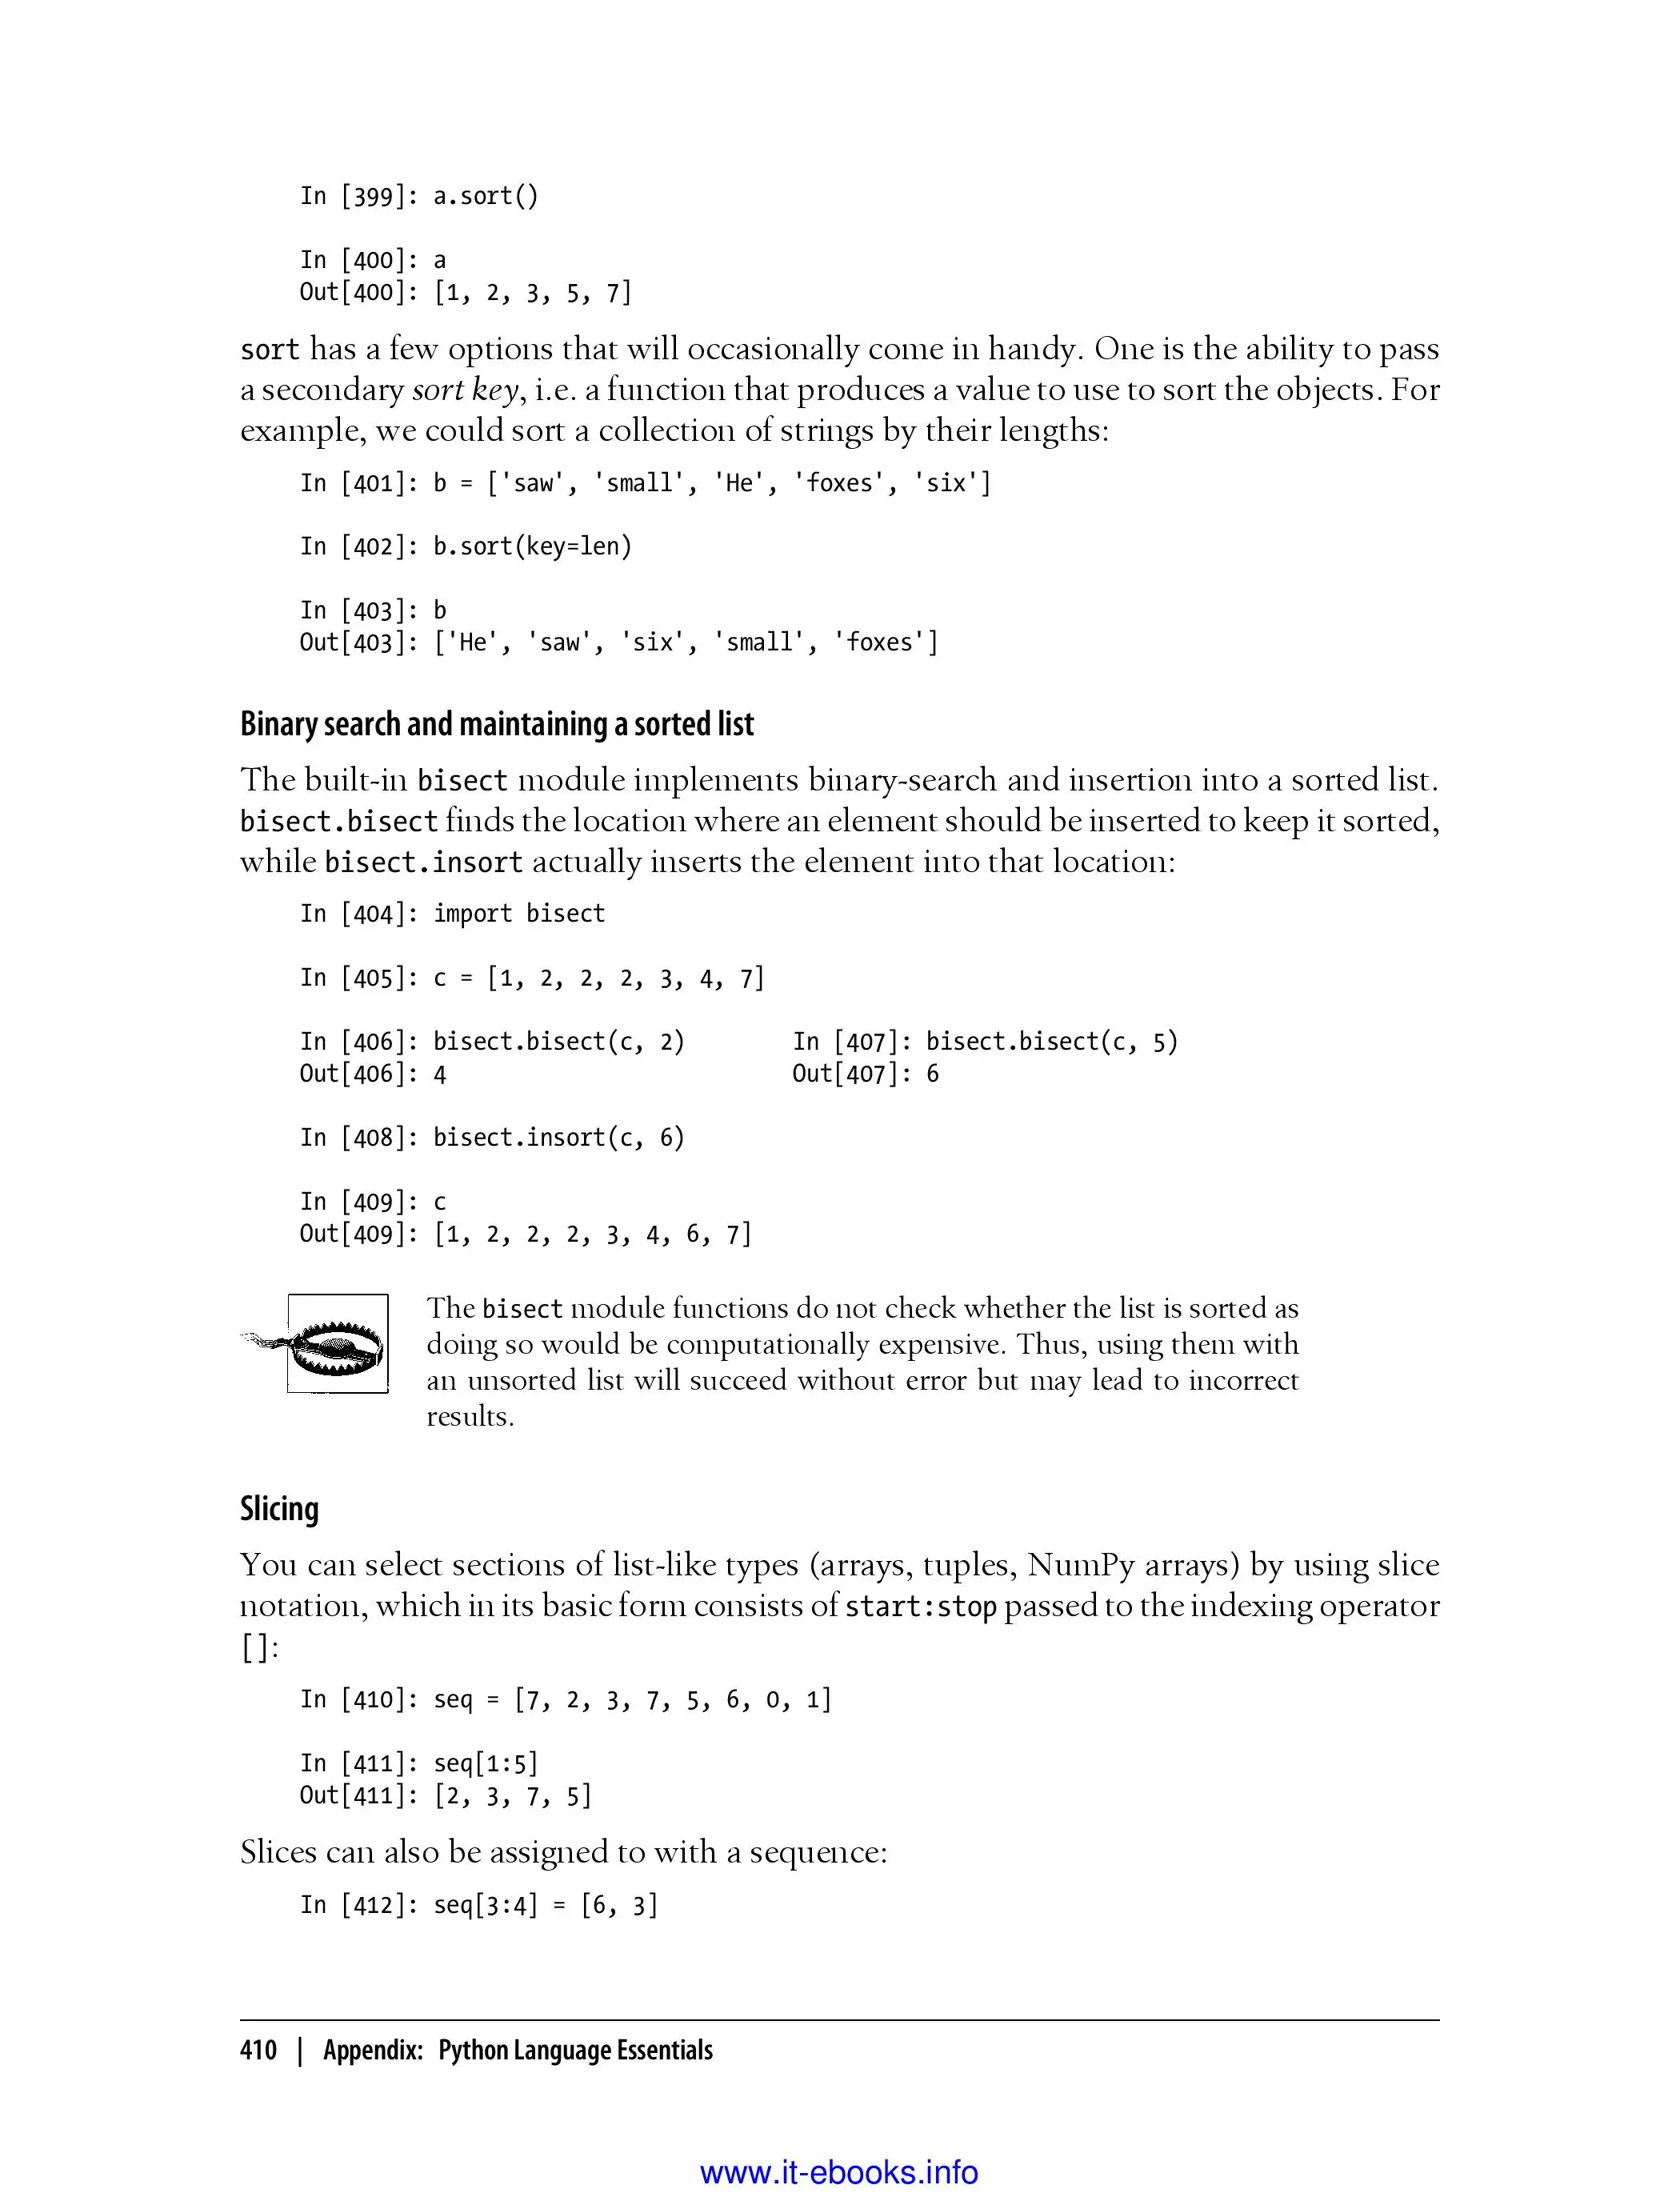 In [399]: a.sort()
In [400]: a
Out[400]: [1, 2, 3, 5, 7]
sort has a few options that will occasionally come in handy. One is the ability to pass
a secondary sort key, i.e. a function that produces a value to use to sort the objects. For
example, we could sort a collection of strings by their lengths:
In [401]: b = ['saw', 'small', 'He', 'foxes', 'six']
In [402]: b.sort(key=len)
In [403]: b
Out[403]: ['He', 'saw', 'six', 'small', 'foxes']
Binary search and maintaining a sorted list
The built-in bisect module implements binary-search and insertion into a sorted list.
bisect.bisect finds the location where an element should be inserted to keep it sorted,
while bisect.insort actually inserts the element into that location:
In [404]: import bisect
In [405]: c = [1, 2, 2, 2, 3, 4, 7]
In [406]: bisect.bisect(c, 2) In [407]: bisect.bisect(c, 5)
Out[406]: 4 Out[407]: 6
In [408]: bisect.insort(c, 6)
In [409]: c
Out[409]: [1, 2, 2, 2, 3, 4, 6, 7]
The bisect module functions do not check whether the list is sorted as
doing so would be computationally expensive. Thus, using them with
an unsorted list will succeed without error but may lead to incorrect
results.
Slicing
You can select sections of list-like types (arrays, tuples, NumPy arrays) by using slice
notation, which in its basic form consists of start:stop passed to the indexing operator
[]:
In [410]: seq = [7, 2, 3, 7, 5, 6, 0, 1]
In [411]: seq[1:5]
Out[411]: [2, 3, 7, 5]
Slices can also be assigned to with a sequence:
In [412]: seq[3:4] = [6, 3]
410 | Appendix: Python Language Essentials
www.it-ebooks.info